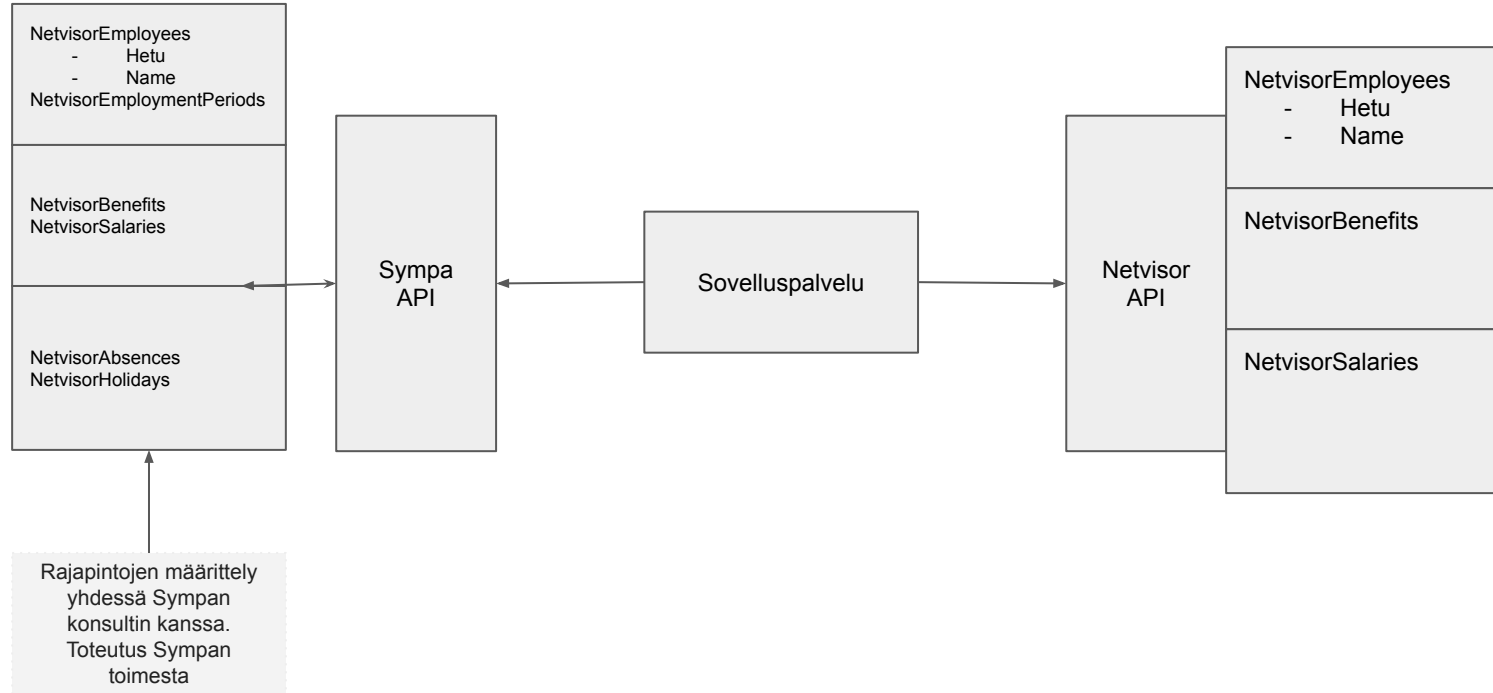 NetvisorEmployees
- Hetu
- Name
NetvisorEmploymentPeriods
NetvisorBenefits
NetvisorSalaries
NetvisorAbsences
NetvisorHolidays
Rajapintojen määrittely
yhdessä Sympan
konsultin kanssa.
Toteutus Sympan
toimesta
Sympa
API
Sovelluspalvelu
Netvisor
API
NetvisorEmployees
- Hetu
- Name
NetvisorBenefits
NetvisorSalaries